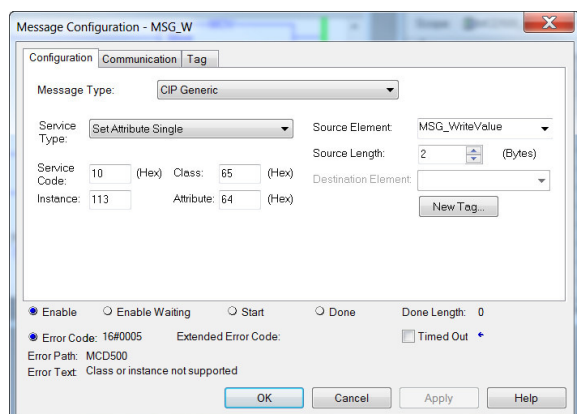 Message Configuration - MSG_W
Configuration Communication Tag
Message Type: CIP Generic
Service Type: Set Attribute Single Source Element: MSG_WriteValue
Source Length: 2 (Bytes)
Service Code: 10 (Hex) Class: 65 (Hex) Destination Element:
Instance: 113 Attribute: 64 (Hex) New Tag...
Enable Enable Waiting Start Done Done Length: 0
Error Code: 16#0005 Extended Error Code: Timed Out
Error Path: MCD500
Error Text: Class or instance not supported
OK Cancel Apply Help